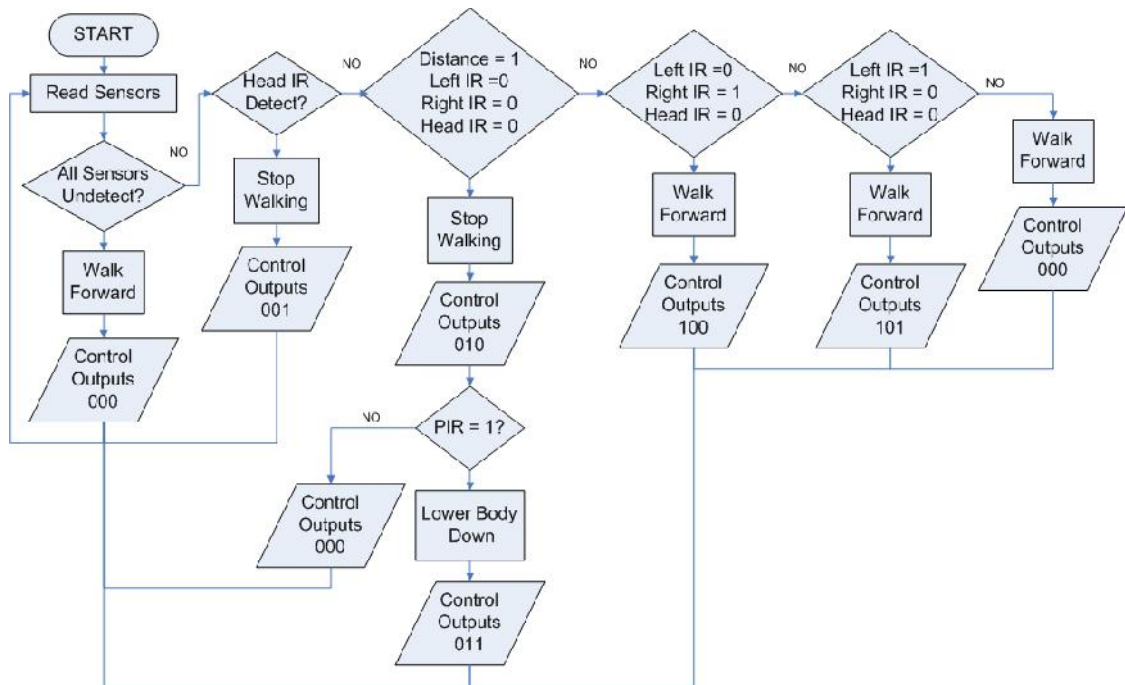 START
Read Sensors
All Sensors
Undetect?
NO
Walk
Forward
Control
Outputs
000
Head IR
Detect?
NO
Stop
Walking
Control
Outputs
001
Distance = 1
Left IR =0
Right IR = 0
Head IR = 0
NO
Stop
Walking
Control
Outputs
010
PIR = 1?
NO
Control
Outputs
000
Lower Body
Down
Control
Outputs
011
Left IR =0
Right IR = 1
Head IR = 0
NO
Walk
Forward
Control
Outputs
100
Left IR =1
Right IR = 0
Head IR = 0
NO
Walk
Forward
Control
Outputs
101
Walk
Forward
Control
Outputs
000